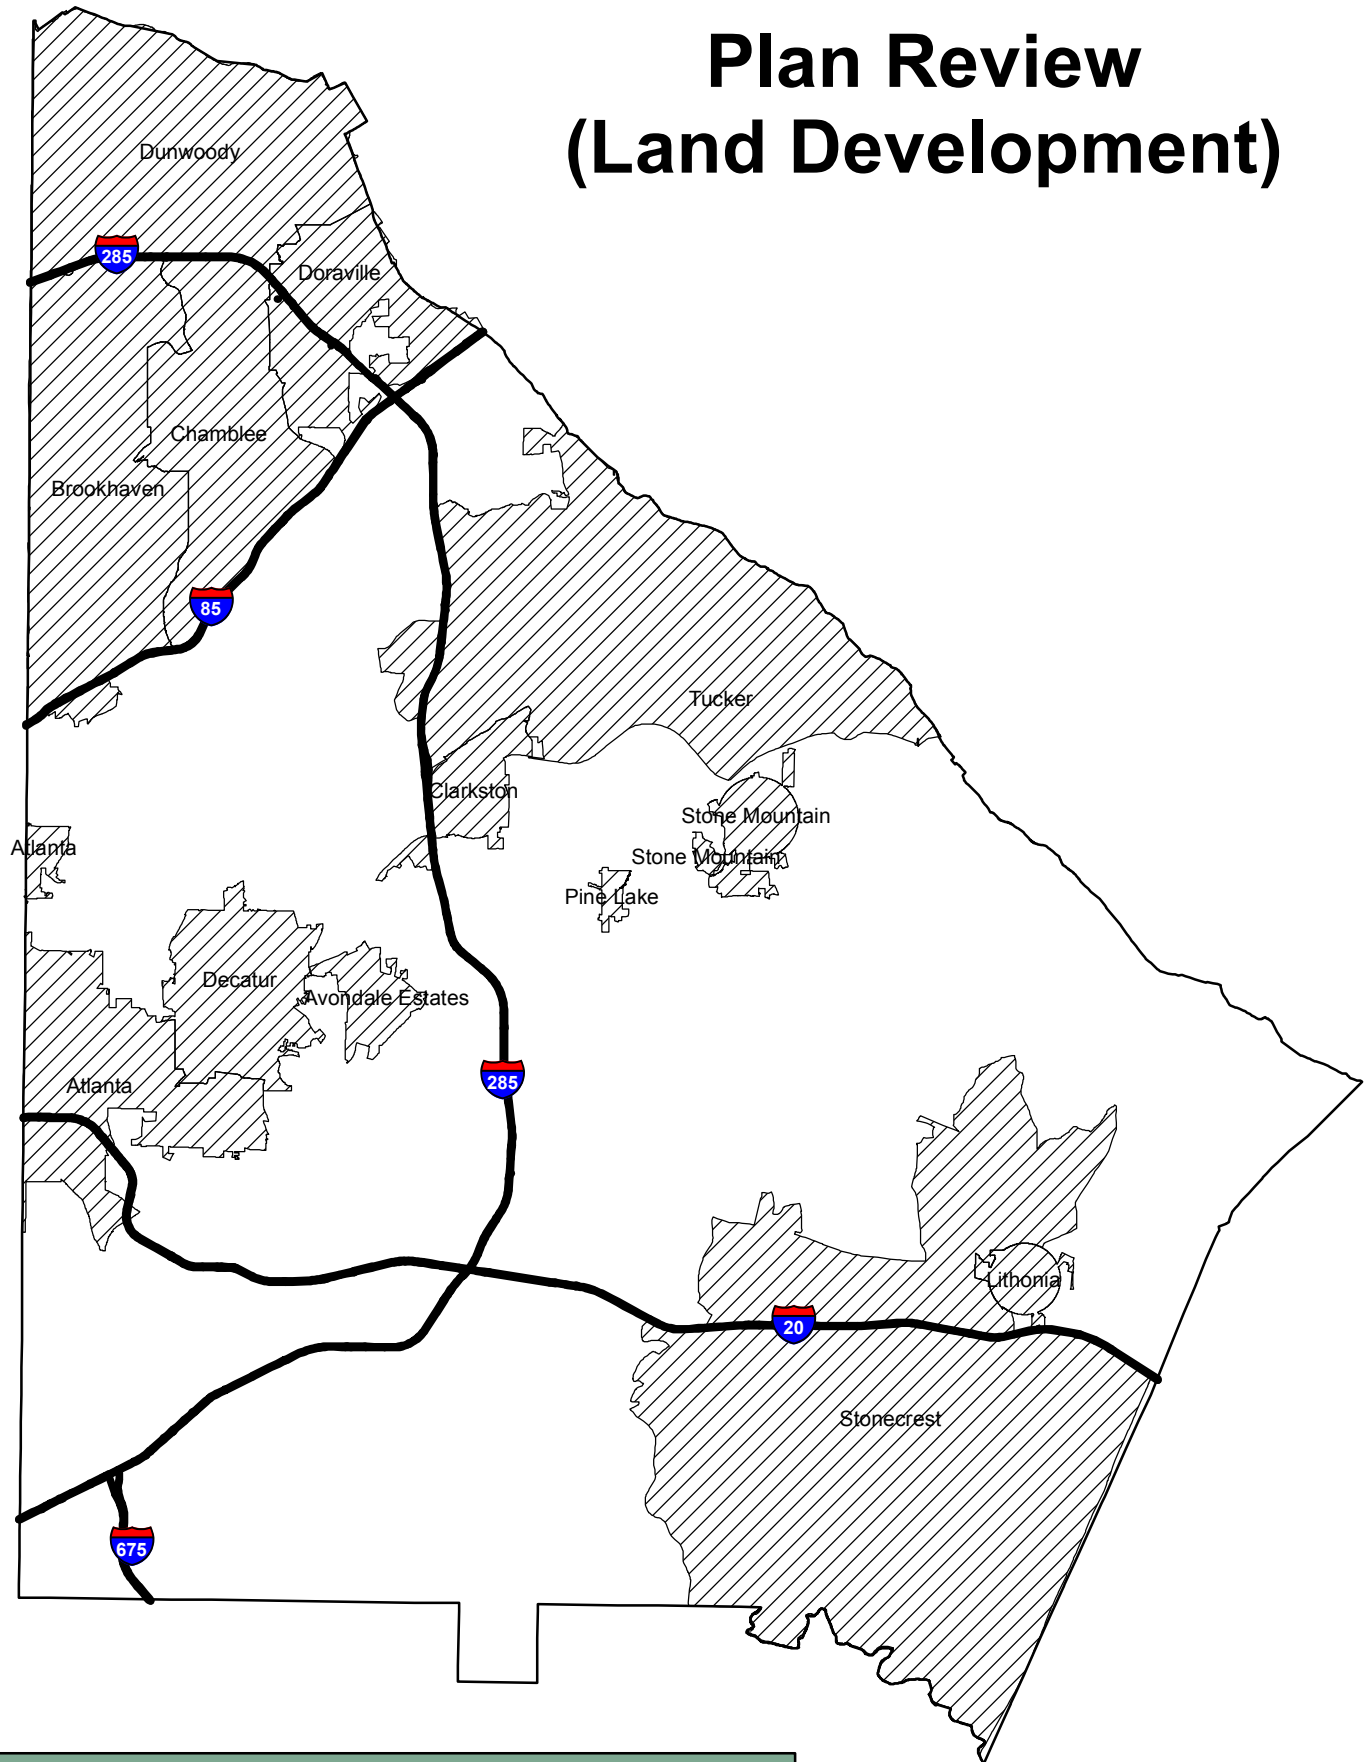 Plan Review
(Land Development)
Dunwoody
285
Doraville
Chamblee
Brookhaven
85
Tucker
Clarkston
Stone Mountain
Atlanta
Stone Mountain
Pine Lake
Decatur
Avondale Estates
285
Atlanta
Lithonia
20
Stonecrest
675